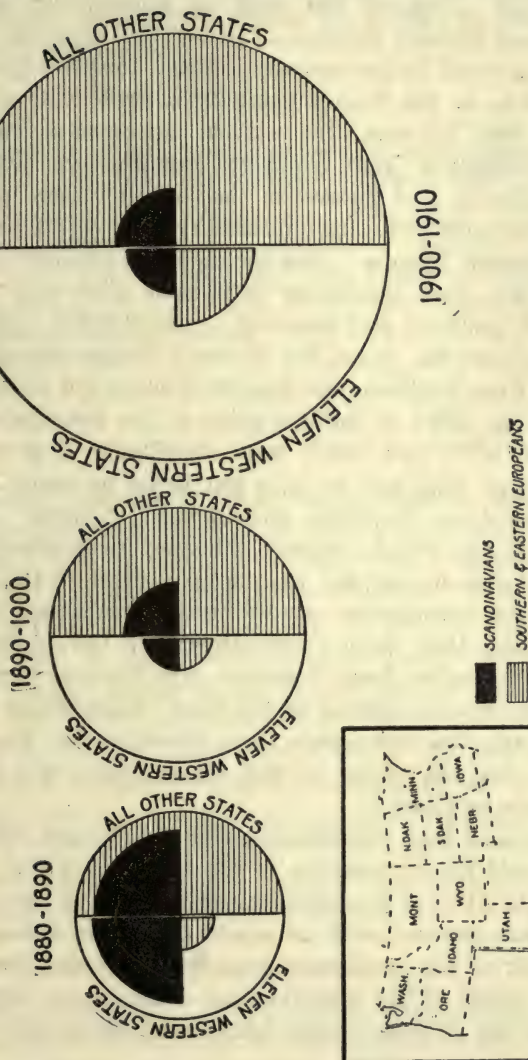 1880-1890
ALL OTHER STATES
ELEVEN WESTERN STATES
1890-1900
ALL OTHER STATES
ELEVEN WESTERN STATES
ALL OTHER STATES
ELEVEN WESTERN STATES
1900-1910
SCANDINAVIANS
SOUTHERN & EASTERN EUROPEANS
WASH.
ORE
MONT
IDAHO
WYO
UTAH
N.DAK
S DAK
NEBR
MINN
IOWA